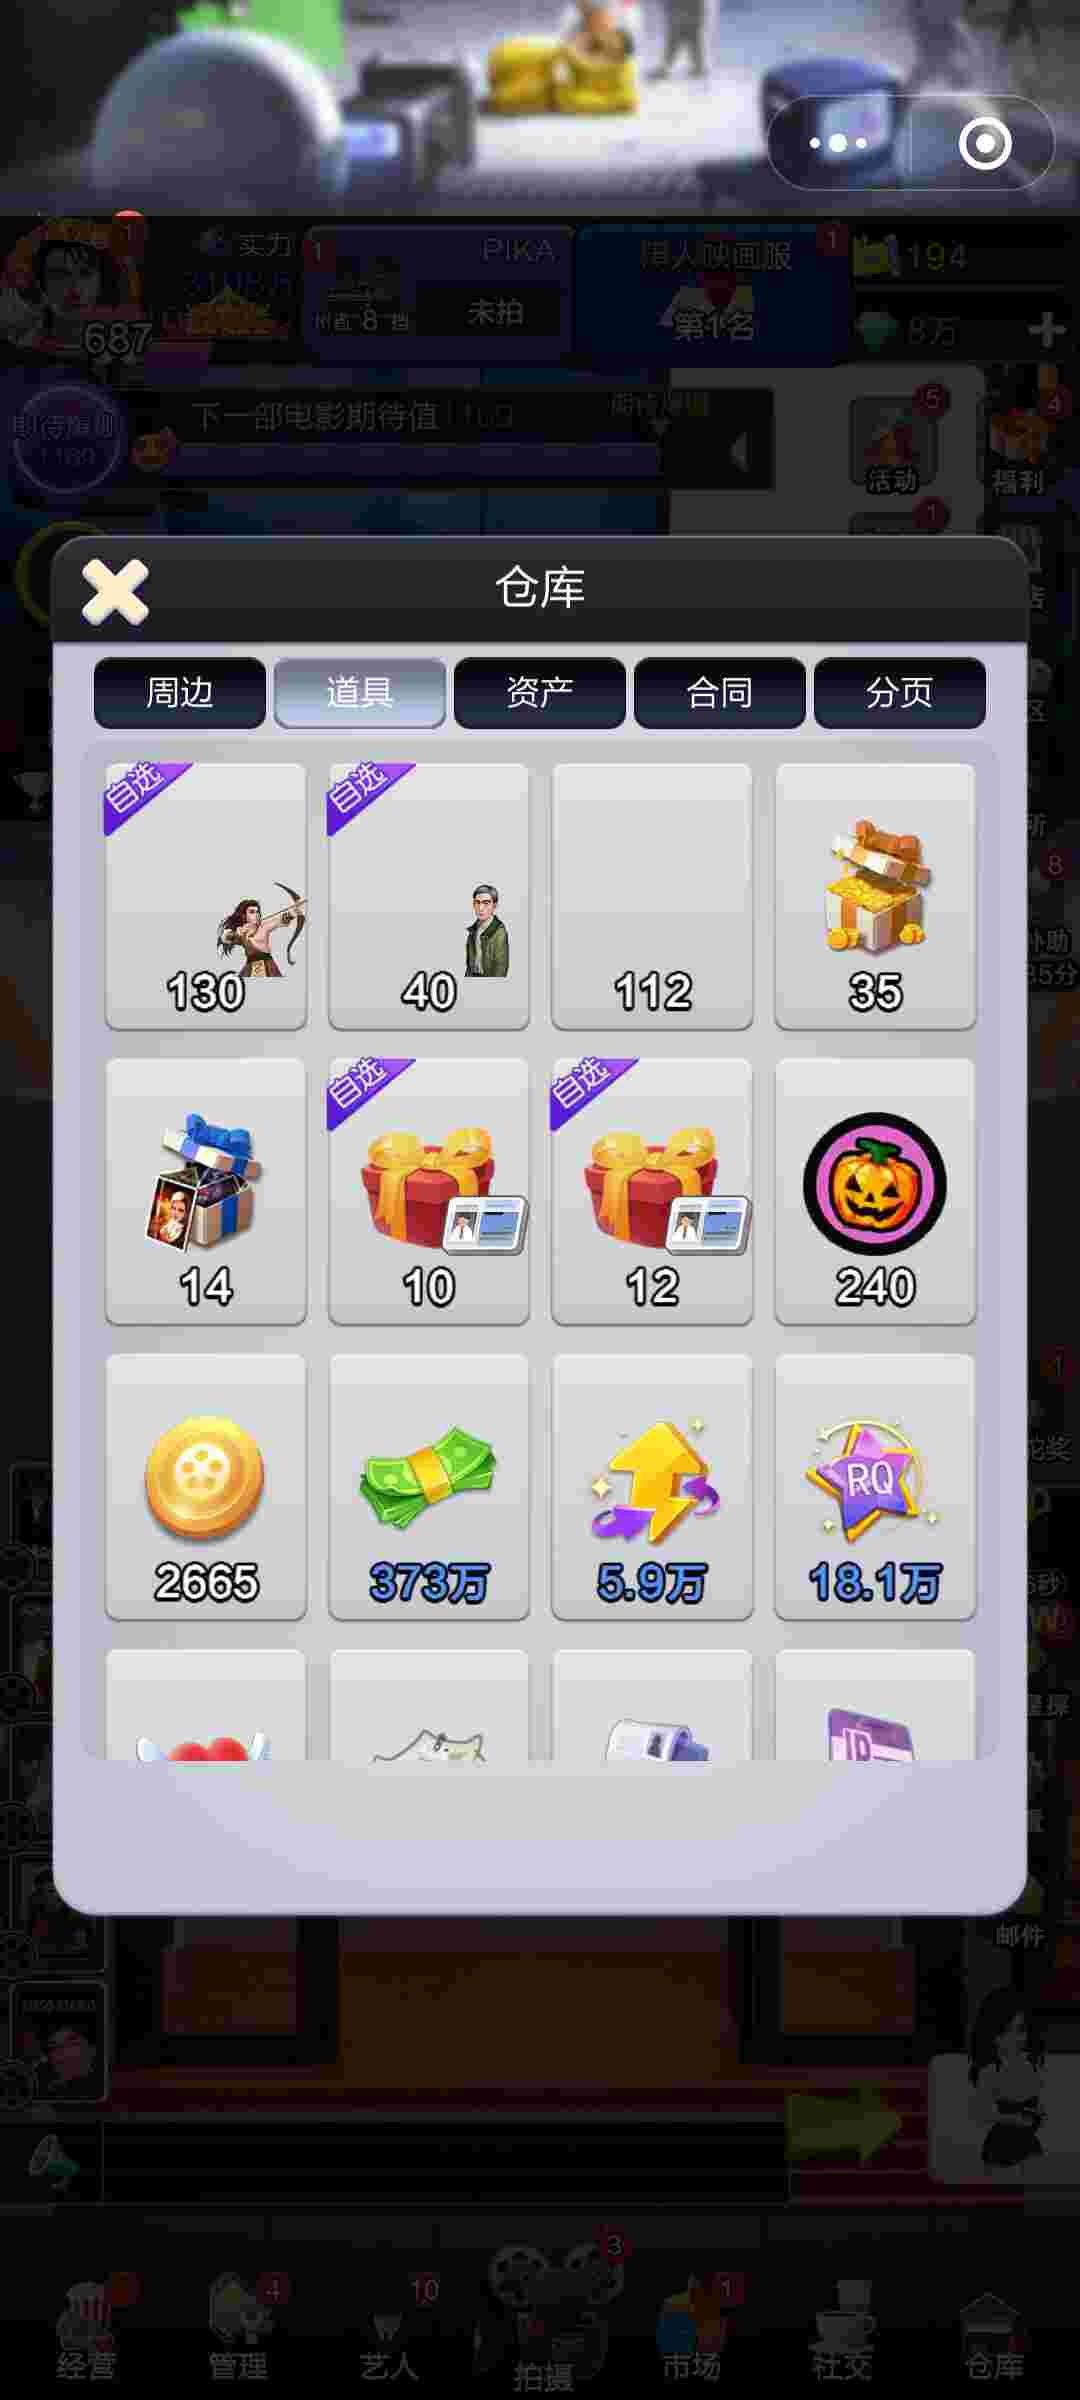 1
实力
1
PIKA
未拍
8
第1名
1
194
8万
687
下一部电影期待值
5
活动
4
福利
1
仓库
周边
道具
资产
合同
分页
自选
130
自选
40
112
35
14
自选
10
自选
12
240
2665
373万
5.9万
RQ
18.1万
8
1
邮件
3
4
10
1
经营
管理
艺人
拍摄
市场
社交
仓库